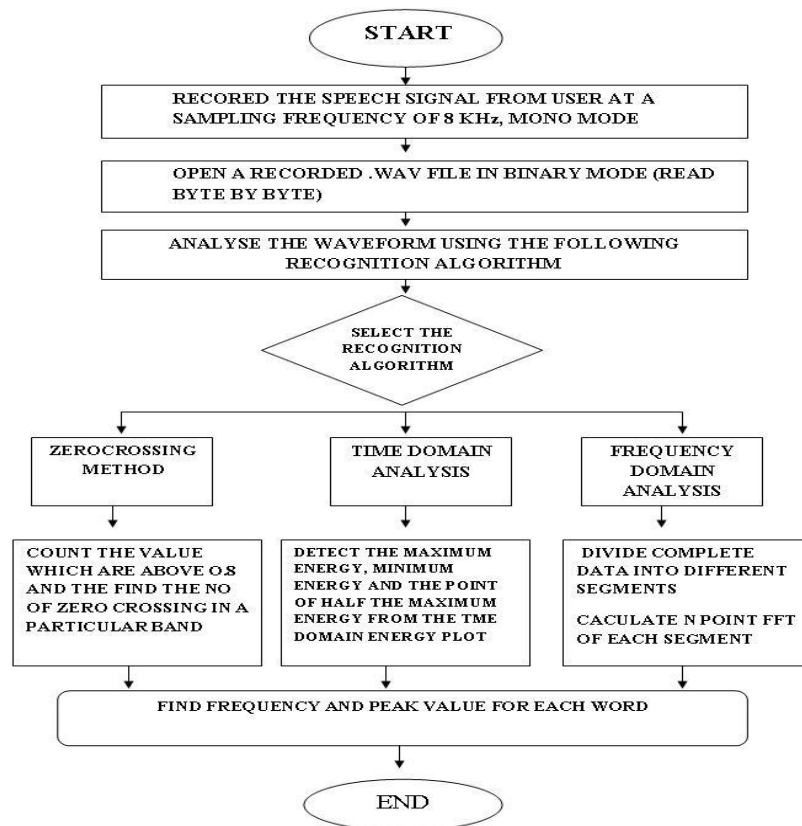 START
RECORED THE SPEECH SIGNAL FROM USER AT A
SAMPLING FREQUENCY OF 8 KHz, MONO MODE
OPEN A RECORDED .WAV FILE IN BINARY MODE (READ
BYTE BY BYTE)
ANALYSE THE WAVEFORM USING THE FOLLOWING
RECOGNITION ALGORITHM
SELECT THE
RECOGNITION
ALGORITHM
ZEROCROSSING
METHOD
TIME DOMAIN
ANALYSIS
FREQUENCY
DOMAIN
ANALYSIS
COUNT THE VALUE
WHICH ARE ABOVE O.8
AND THE FIND THE NO
OF ZERO CROSSING IN A
PARTICULAR BAND
DETECT THE MAXIMUM
ENERGY, MINIMUM
ENERGY AND THE POINT
OF HALF THE MAXIMUM
ENERGY FROM THE TME
DOMAIN ENERGY PLOT
DIVIDE COMPLETE
DATA INTO DIFFERENT
SEGMENTS
CACULATE N POINT FFT
OF EACH SEGMENT
FIND FREQUENCY AND PEAK VALUE FOR EACH WORD
END